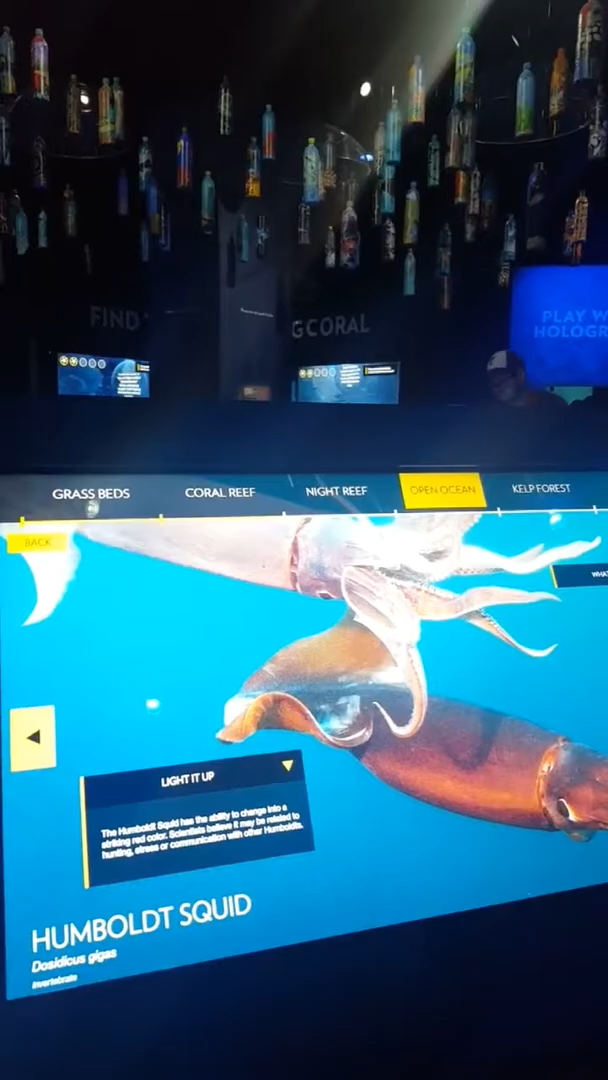 FIND
G CORAL
PLAY W
HOLOGR
GRASS BEDS
CORAL REEF
NIGHT REEF
OPEN OCEAN
KELP FOREST
BACK
WHA
LIGHT IT UP
The Humboldt Squid has the ability to change into a
striking red color. Scientists believe it may be related to
hunting, stress or communication with other Humboldts.
HUMBOLDT SQUID
Dosidicus gigas
Invertebrate